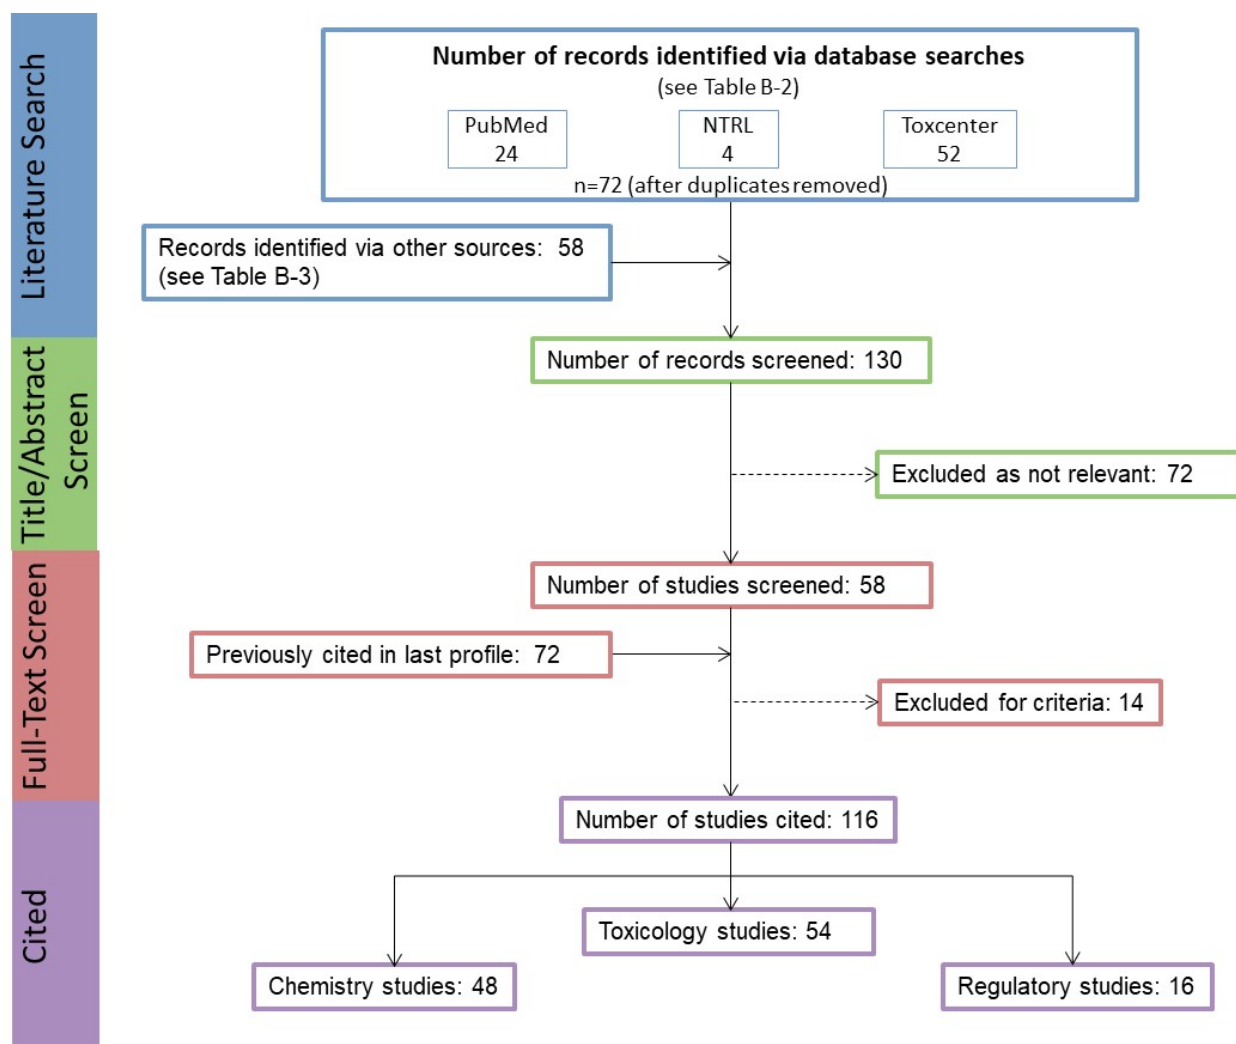 Literature Search
Number of records identified via database searches
(see Table B-2)
PubMed
24
NTRL
4
Toxcenter
52
n=72 (after duplicates removed)
Records identified via other sources: 58
(see Table B-3)
Title/Abstract
Screen
Number of records screened: 130
Excluded as not relevant: 72
Full-Text Screen
Number of studies screened: 58
Previously cited in last profile: 72
Excluded for criteria: 14
Cited
Number of studies cited: 116
Toxicology studies: 54
Chemistry studies: 48
Regulatory studies: 16